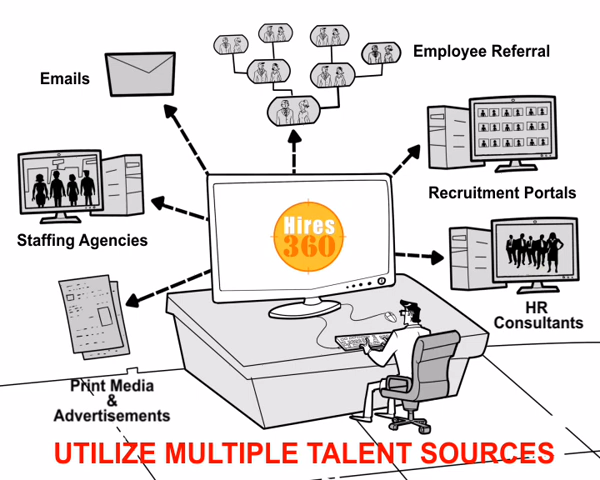 Employee Referral
Emails
Recruitment Portals
Staffing Agencies
Hires
360
HR
Consultants
Print Media
&
Advertisements
UTILIZE MULTIPLE TALENT SOURCES